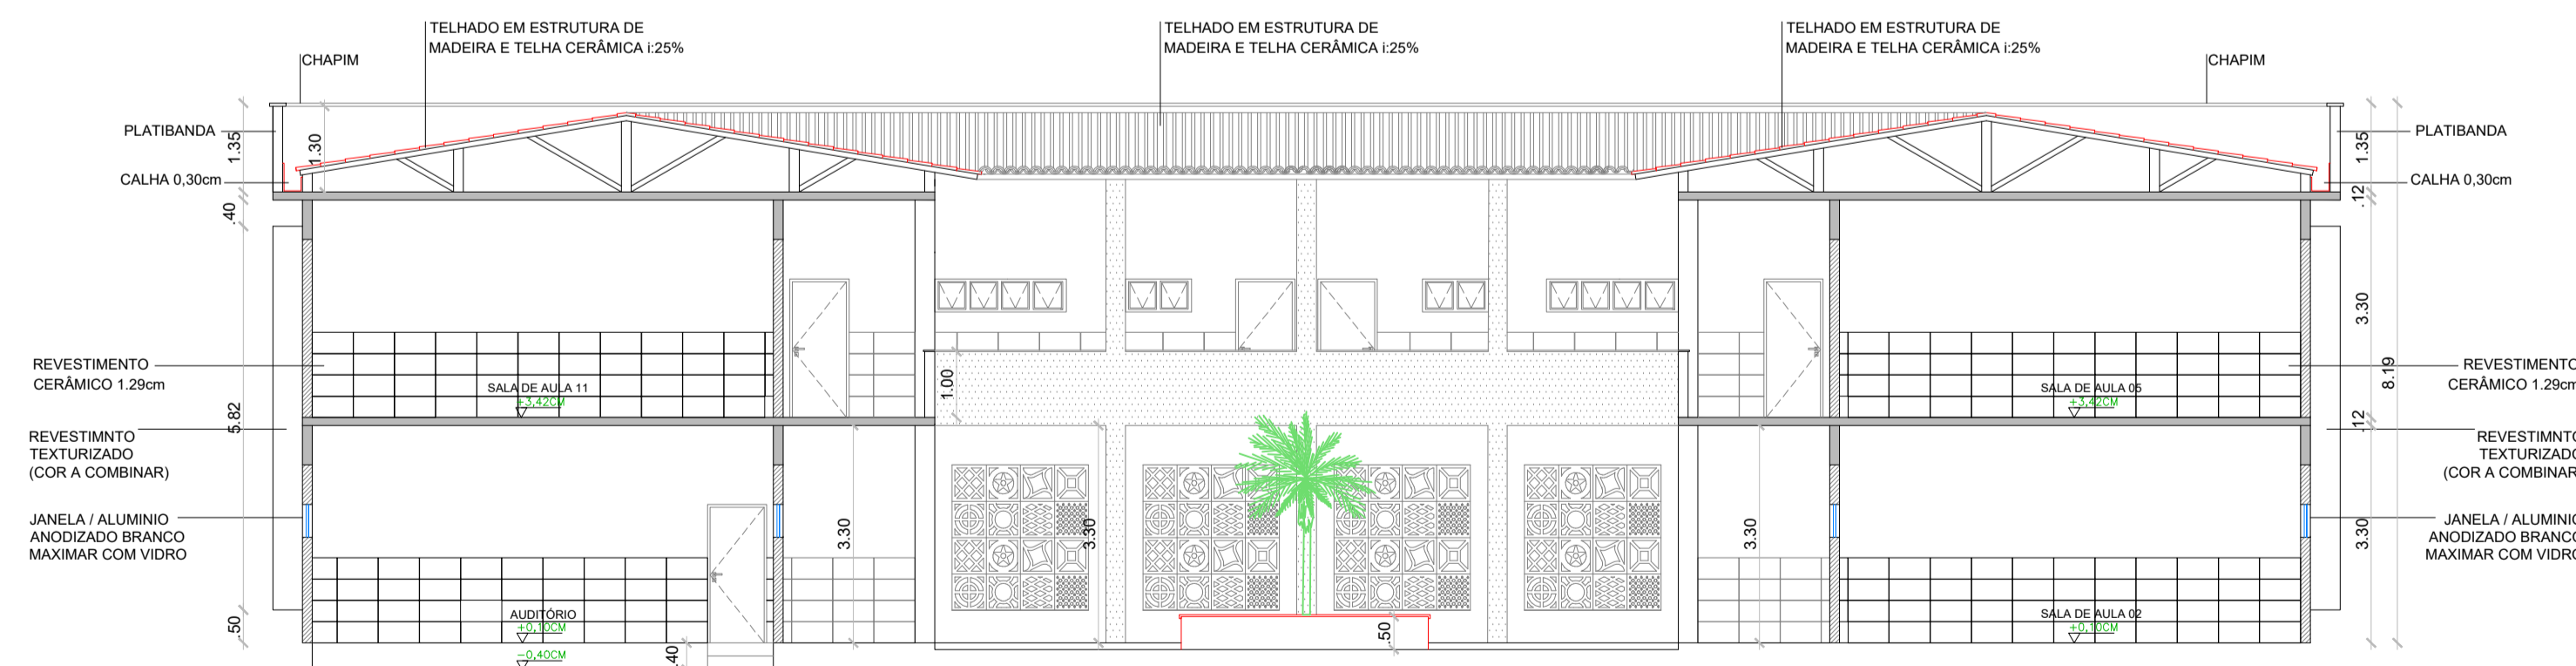 TELHADO EM ESTRUTURA DE
MADEIRA E TELHA CERÂMICA i:25%
TELHADO EM ESTRUTURA DE
MADEIRA E TELHA CERÂMICA i:25%
TELHADO EM ESTRUTURA DE
MADEIRA E TELHA CERÂMICA i:25%
CHAPIM
CHAPIM
PLATIBANDA
1.35
1.30
1.35
PLATIBANDA
CALHA 0,30cm
CALHA 0,30cm
.40
.12
3.30
8.19
REVESTIMENTO
CERÂMICO 1.29cm
SALA DE AULA 11
+3,42CM
1.00
SALA DE AULA 05
+3,42CM
REVESTIMENTO
CERÂMICO 1.29cm
5.82
.12
REVESTIMNTO
TEXTURIZADO
(COR A COMBINAR)
REVESTIMNTO
TEXTURIZADO
(COR A COMBINAR
JANELA / ALUMINIO
ANODIZADO BRANCO
MAXIMAR COM VIDRO
3.30
3.30
3.30
3.30
JANELA / ALUMINIO
ANODIZADO BRANCO
MAXIMAR COM VIDRO
AUDITÓRIO
+0,10CM
-0,40CM
SALA DE AULA 02
+0,10CM
.50
.40
.50